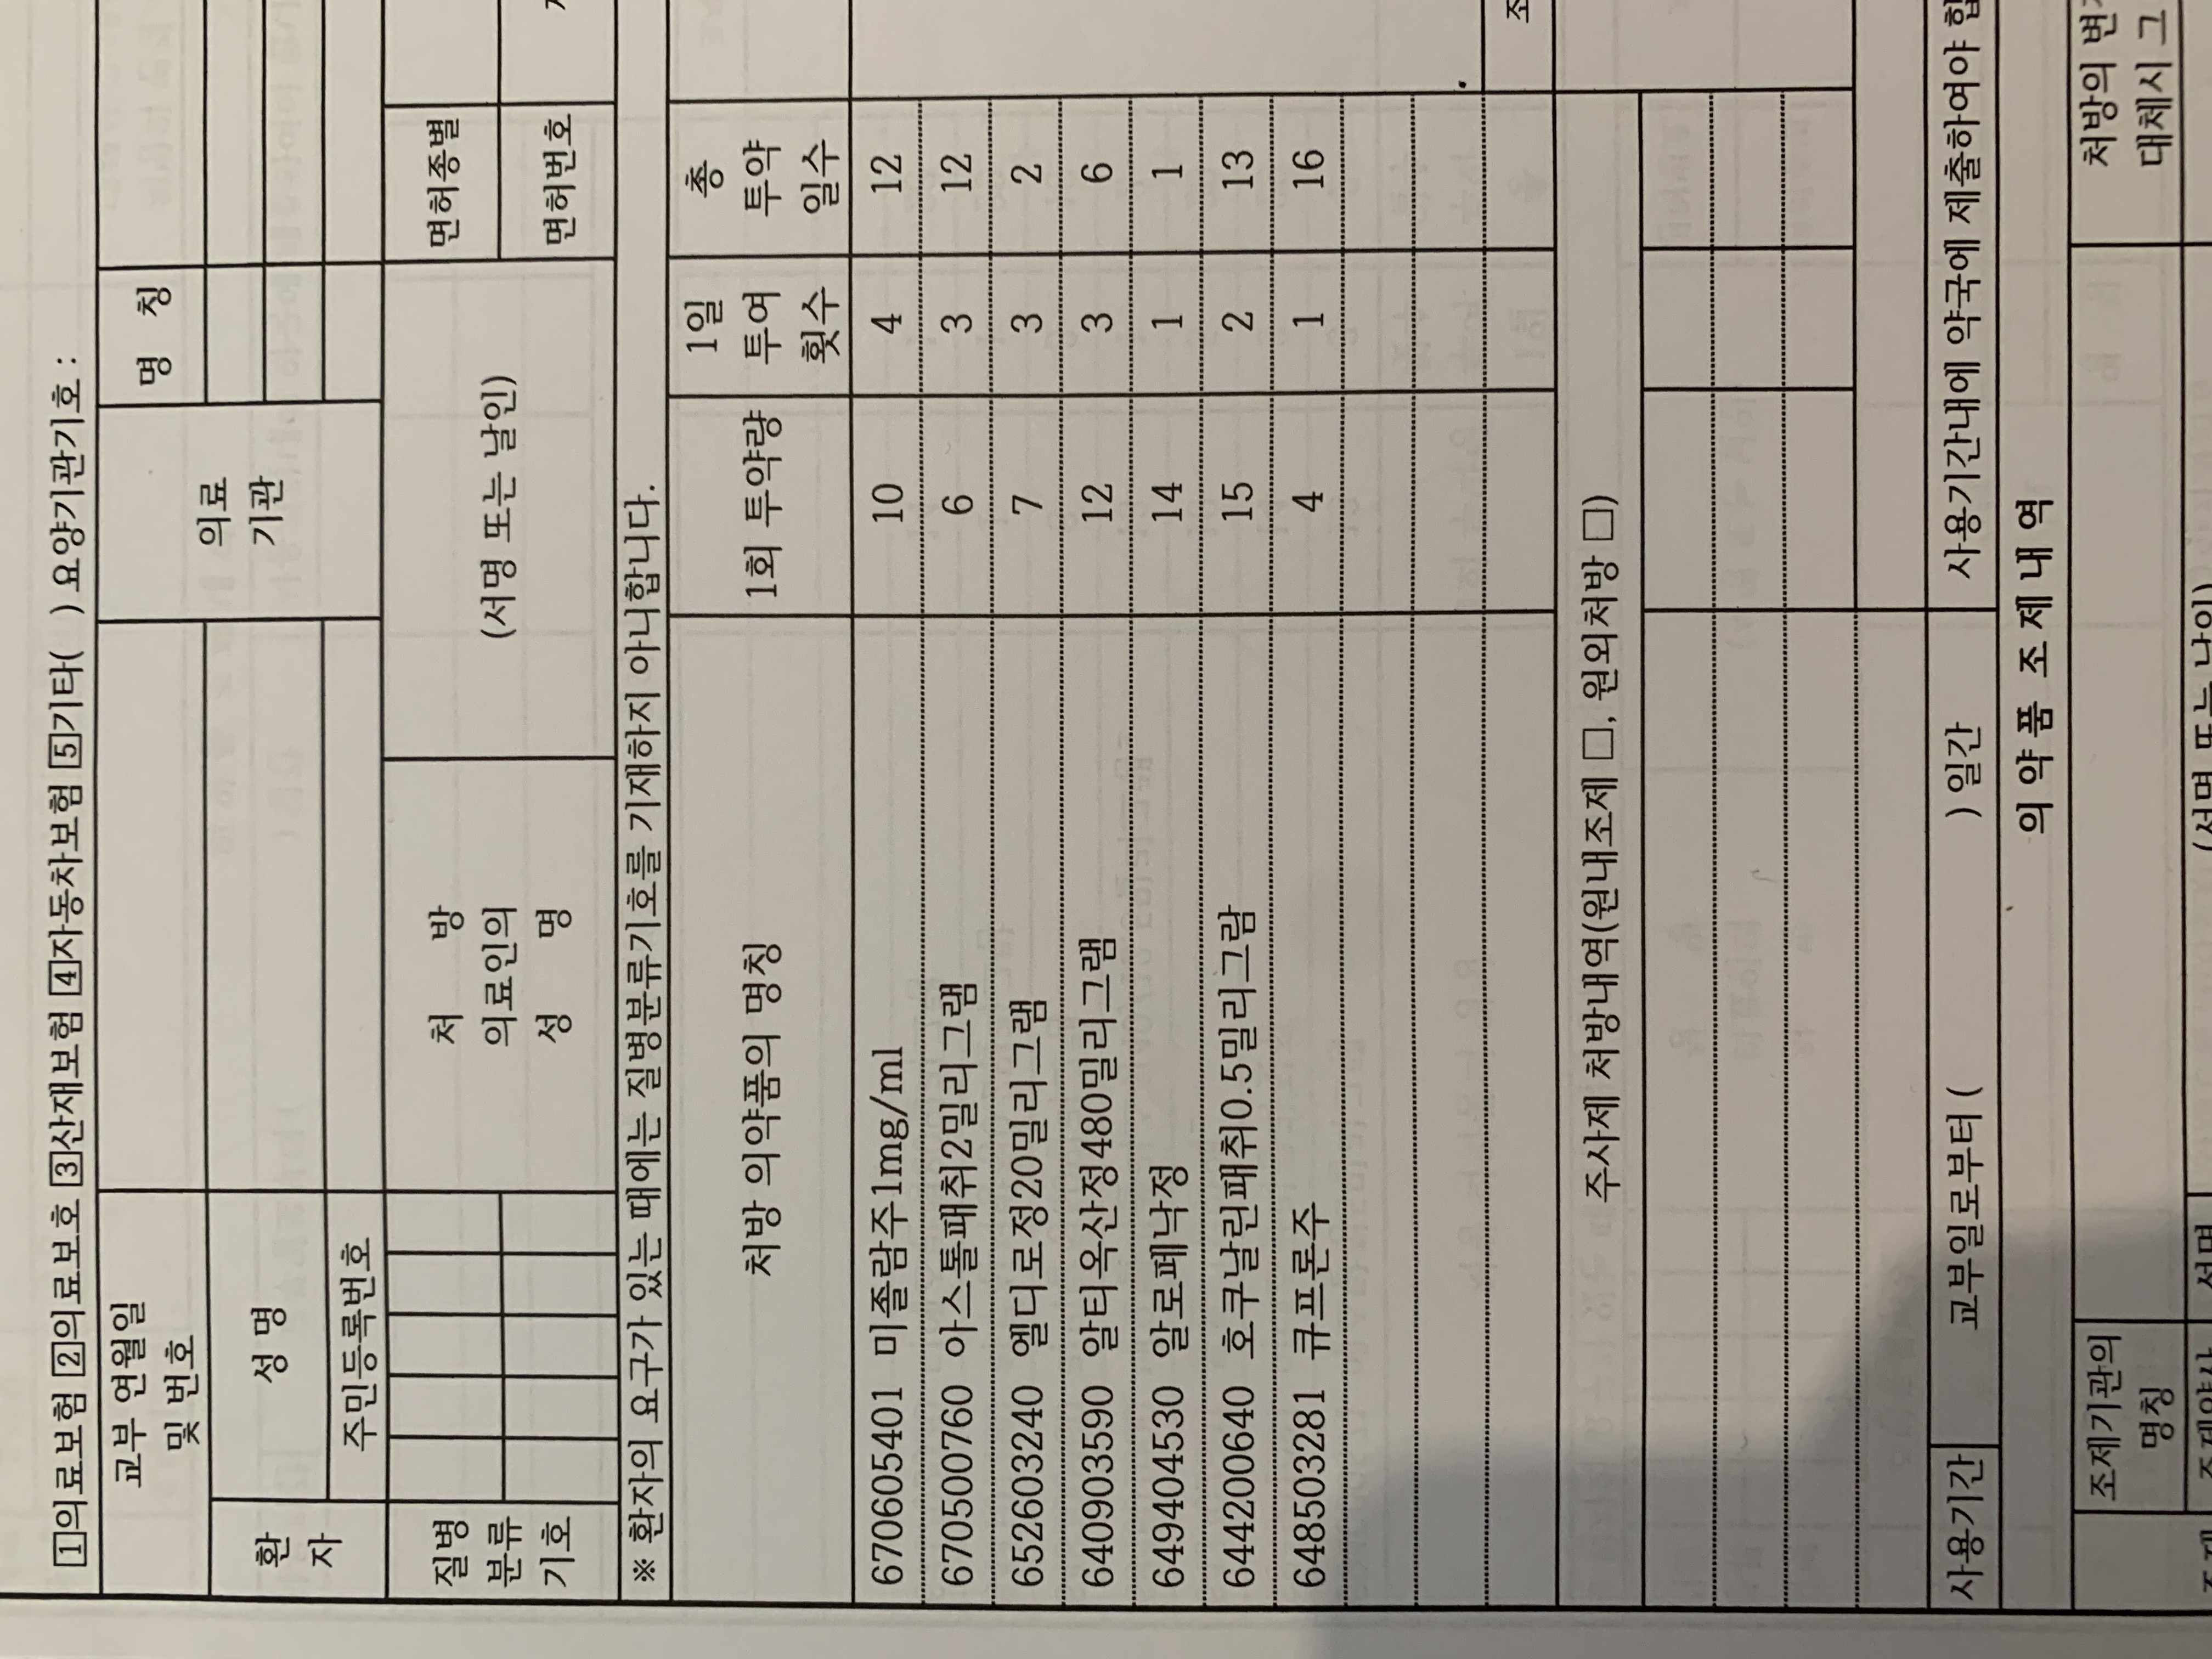 1의료보험 2의료보호 3산재보험 4자동차보험 5기타( ) 요양기관기호 :
교부 연월일
및 번호
의료
기관
명 칭
환
자
성 명
주민등록번호
질병
분류
기호
처 방
의료인의
성 명
(서명 또는 날인)
면허종별
면허번호
※ 환자의 요구가 있는 때에는 질병분류기호를 기재하지 아니합니다.
처방 의약품의 명칭
1회 투약량
1일
투여
횟수
총
투약
일수
670605401 미졸람주1mg/ml 10 4 12
670500760 아스톨패취2밀리그램 6 3 12
652603240 엘디로정20밀리그램 7 3 2
640903590 알티옥산정480밀리그램 12 3 6
649404530 알로페낙정 14 1 1
644200640 호쿠날린패취0.5밀리그람 15 2 13
648503281 큐프론주 4 1 16
조
주사제 처방내역(원내조제 □, 원외처방 □)
사용기간 교부일로부터 ( ) 일간 사용기간내에 약국에 제출하여야 합
의 약 품 조 제 내 역
조제기관의
명칭
처방의 변
대체시 그
조제약사 성명 (서명 또는 날인)